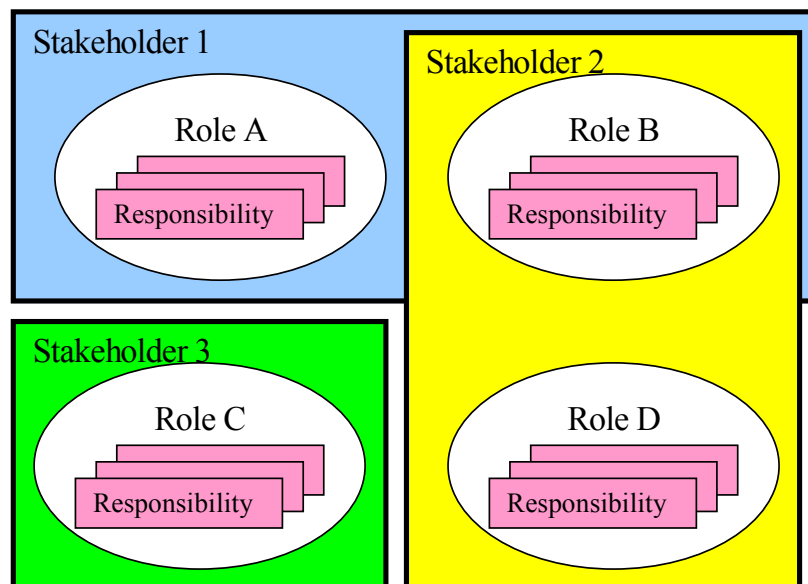 Stakeholder 1
Stakeholder 2
Role A
Responsibility
Role B
Responsibility
Stakeholder 3
Role C
Responsibility
Role D
Responsibility